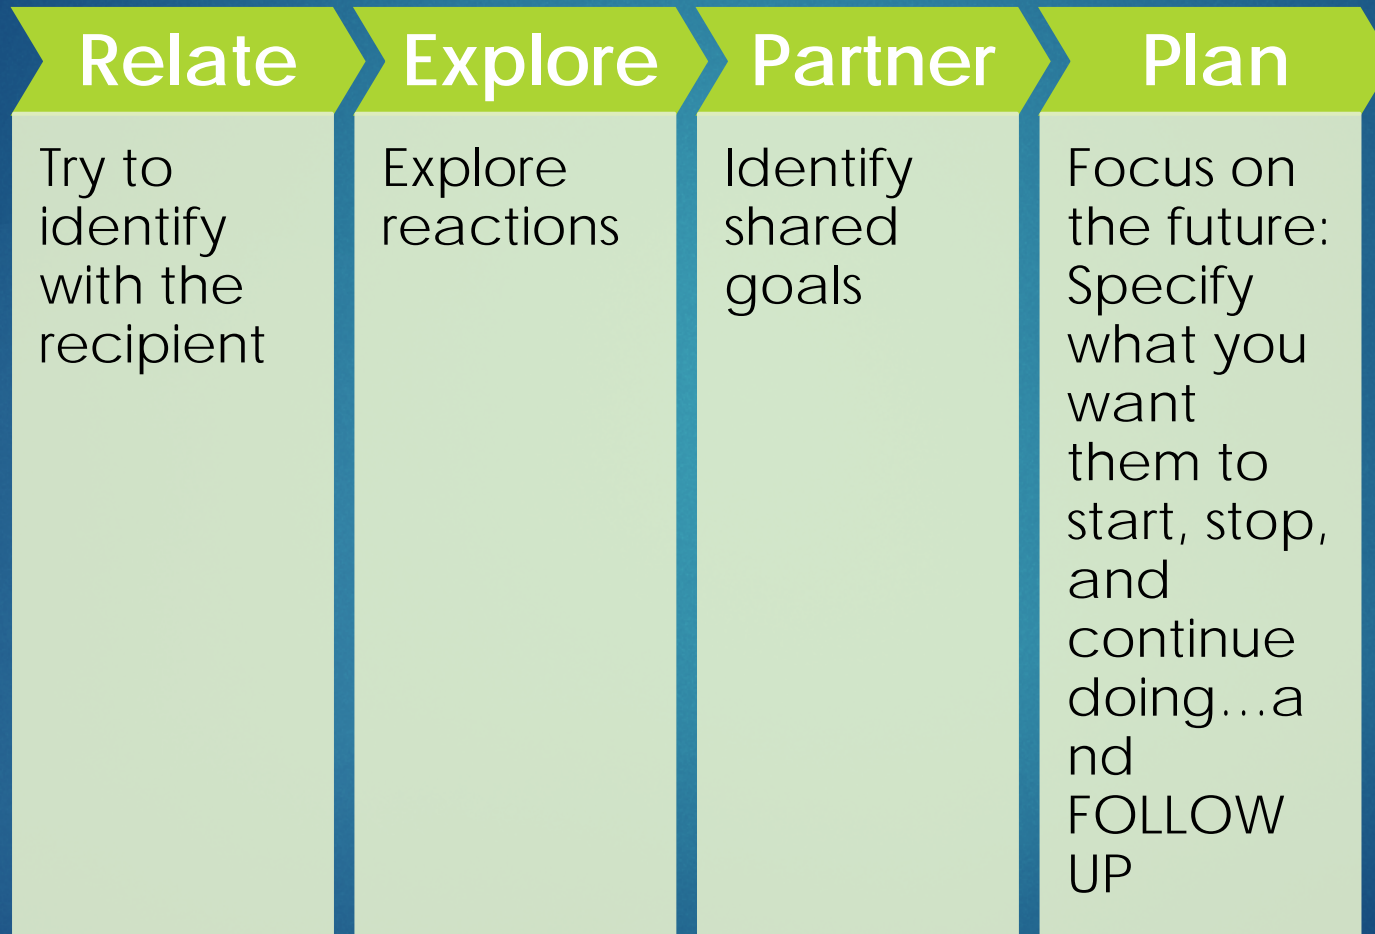 Relate
Try to
identify
with the
recipient
Explore
Explore
reactions
Partner
Identify
shared
goals
Plan
Focus on
the future:
Specify
what you
want
them to
start, stop,
and
continue
doing…a
nd
FOLLOW
UP